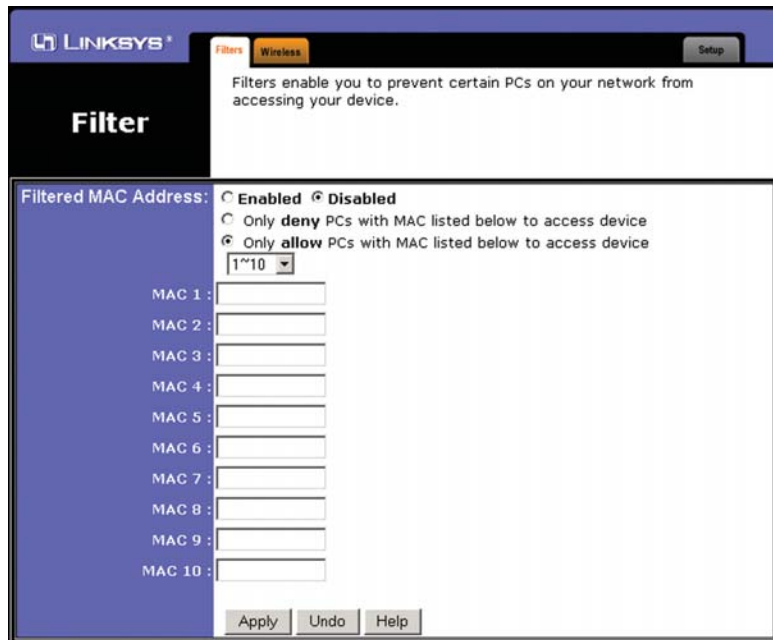 LINKSYS®
Filters
Wireless
Setup
Filter
Filters enable you to prevent certain PCs on your network from
accessing your device.
Filtered MAC Address:
Enabled Disabled
Only deny PCs with MAC listed below to access device
Only allow PCs with MAC listed below to access device
1~10
MAC 1 :
MAC 2 :
MAC 3 :
MAC 4 :
MAC 5 :
MAC 6 :
MAC 7 :
MAC 8 :
MAC 9 :
MAC 10 :
Apply Undo Help